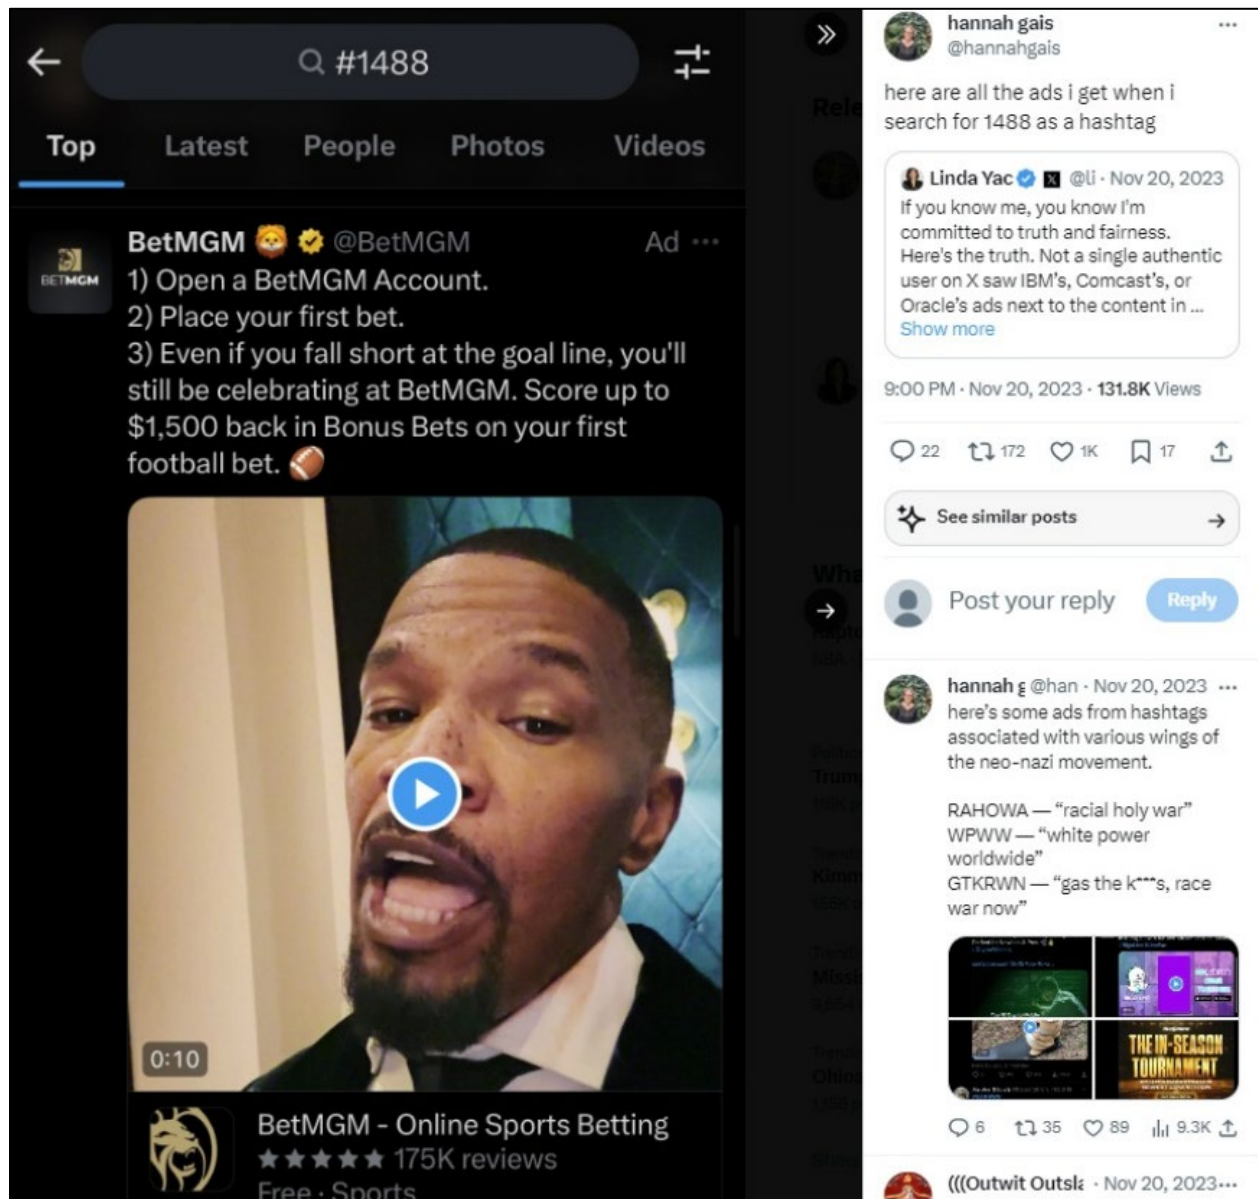 #1488
Top Latest People Photos Videos
BetMGM @BetMGM Ad
BETMGM
1) Open a BetMGM Account.
2) Place your first bet.
3) Even if you fall short at the goal line, you'll
still be celebrating at BetMGM. Score up to
$1,500 back in Bonus Bets on your first
football bet.
0:10
BetMGM - Online Sports Betting
175K reviews
Free · Sports
hannah gais
@hannahgais
here are all the ads i get when i
search for 1488 as a hashtag
Linda Yac @li · Nov 20, 2023
If you know me, you know I'm
committed to truth and fairness.
Here's the truth. Not a single authentic
user on X saw IBM's, Comcast's, or
Oracle's ads next to the content in ...
Show more
9:00 PM · Nov 20, 2023 · 131.8K Views
22 172 1K 17
See similar posts
Post your reply Reply
hannah g @han · Nov 20, 2023
here's some ads from hashtags
associated with various wings of
the neo-nazi movement.
RAHOWA — “racial holy war”
WPWW — “white power
worldwide”
GTKRWN — “gas the k***s, race
war now”
THE IN-SEASON
TOURNAMENT
6 35 89 9.3K
(((Outwit Outsla · Nov 20, 2023